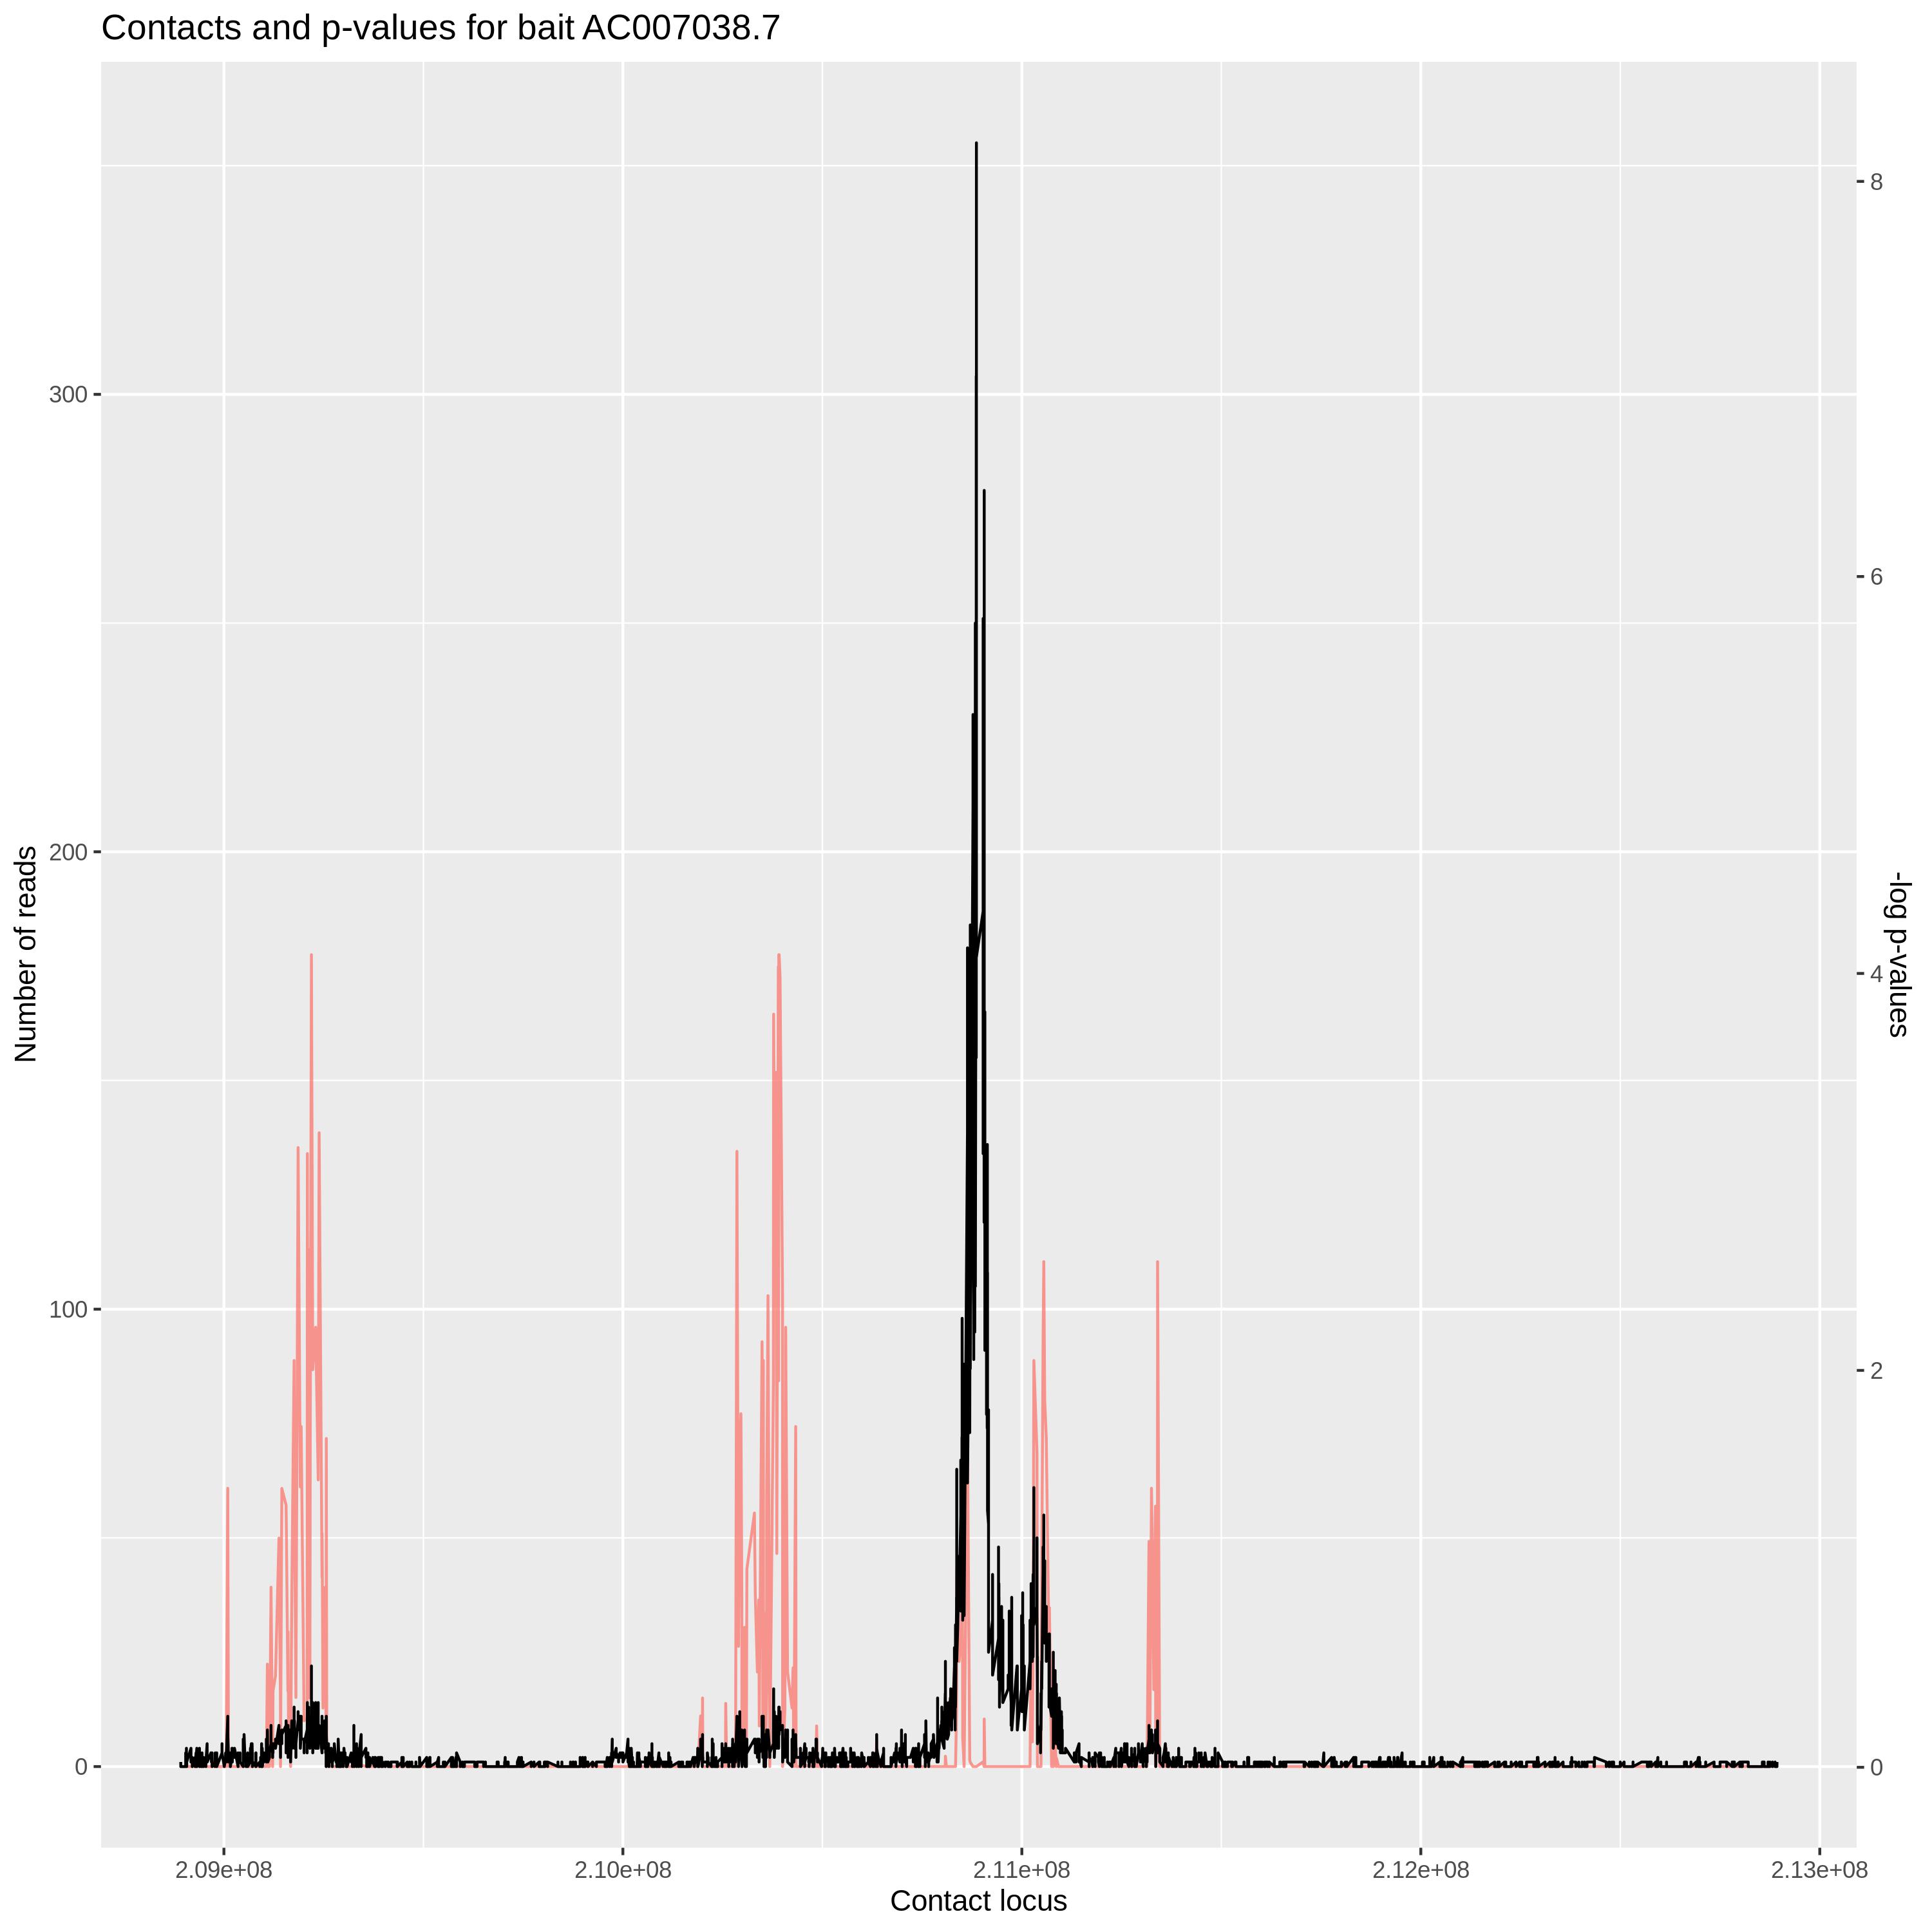 Contacts and p-values for bait AC007038.7
300
200
100
0
Number of reads
8
6
4
2
0
-log p-values
2.09e+08
2.10e+08
2.11e+08
2.12e+08
2.13e+08
Contact locus